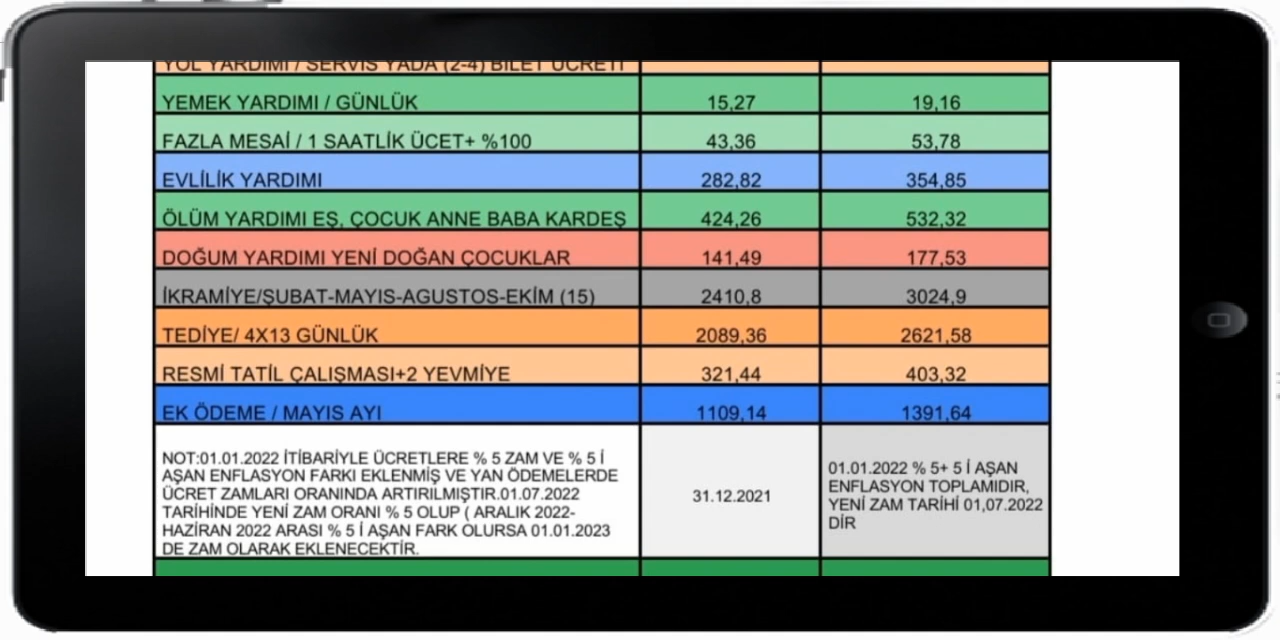 YOL YARDIMI / SERVİS YADA (2-4) BİLET ÜCRETİ
YEMEK YARDIMI / GÜNLÜK 15,27 19,16
FAZLA MESAİ / 1 SAATLİK ÜCET+ %100 43,36 53,78
EVLİLİK YARDIMI 282,82 354,85
ÖLÜM YARDIMI EŞ, ÇOCUK ANNE BABA KARDEŞ 424,26 532,32
DOĞUM YARDIMI YENİ DOĞAN ÇOCUKLAR 141,49 177,53
İKRAMİYE/ŞUBAT-MAYIS-AGUSTOS-EKİM (15) 2410,8 3024,9
TEDİYE/ 4X13 GÜNLÜK 2089,36 2621,58
RESMİ TATİL ÇALIŞMASI+2 YEVMİYE 321,44 403,32
EK ÖDEME / MAYIS AYI 1109,14 1391,64
NOT:01.01.2022 İTİBARİYLE ÜCRETLERE % 5 ZAM VE % 5 İ
AŞAN ENFLASYON FARKI EKLENMİŞ VE YAN ÖDEMELERDE
ÜCRET ZAMLARI ORANINDA ARTIRILMIŞTIR.01.07.2022
TARİHİNDE YENİ ZAM ORANI % 5 OLUP ( ARALIK 2022-
HAZİRAN 2022 ARASI % 5 İ AŞAN FARK OLURSA 01.01.2023
DE ZAM OLARAK EKLENECEKTİR.
31.12.2021
01.01.2022 % 5+ 5 İ AŞAN
ENFLASYON TOPLAMIDIR,
YENİ ZAM TARİHİ 01,07.2022
DİR